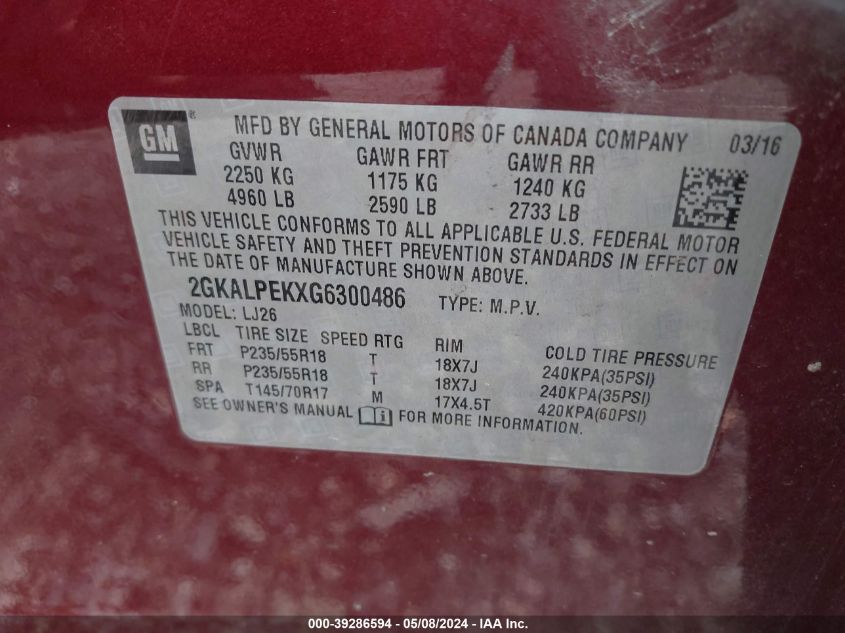 GM MFD BY GENERAL MOTORS OF CANADA COMPANY 03/16
GVWR GAWR FRT GAWR RR
2250 KG 1175 KG 1240 KG
4960 LB 2590 LB 2733 LB
THIS VEHICLE CONFORMS TO ALL APPLICABLE U.S. FEDERAL MOTOR
VEHICLE SAFETY AND THEFT PREVENTION STANDARDS IN EFFECT ON
THE DATE OF MANUFACTURE SHOWN ABOVE.
2GKALPEKXG6300486 TYPE: M.P.V.
MODEL: LJ26
LBCL TIRE SIZE SPEED RTG RIM COLD TIRE PRESSURE
FRT P235/55R18 T 18X7J 240KPA(35PSI)
RR P235/55R18 T 18X7J 240KPA(35PSI)
SPA T145/70R17 M 17X4.5T 420KPA(60PSI)
SEE OWNER'S MANUAL FOR MORE INFORMATION.
000-39286594 - 05/08/2024 - IAA Inc.